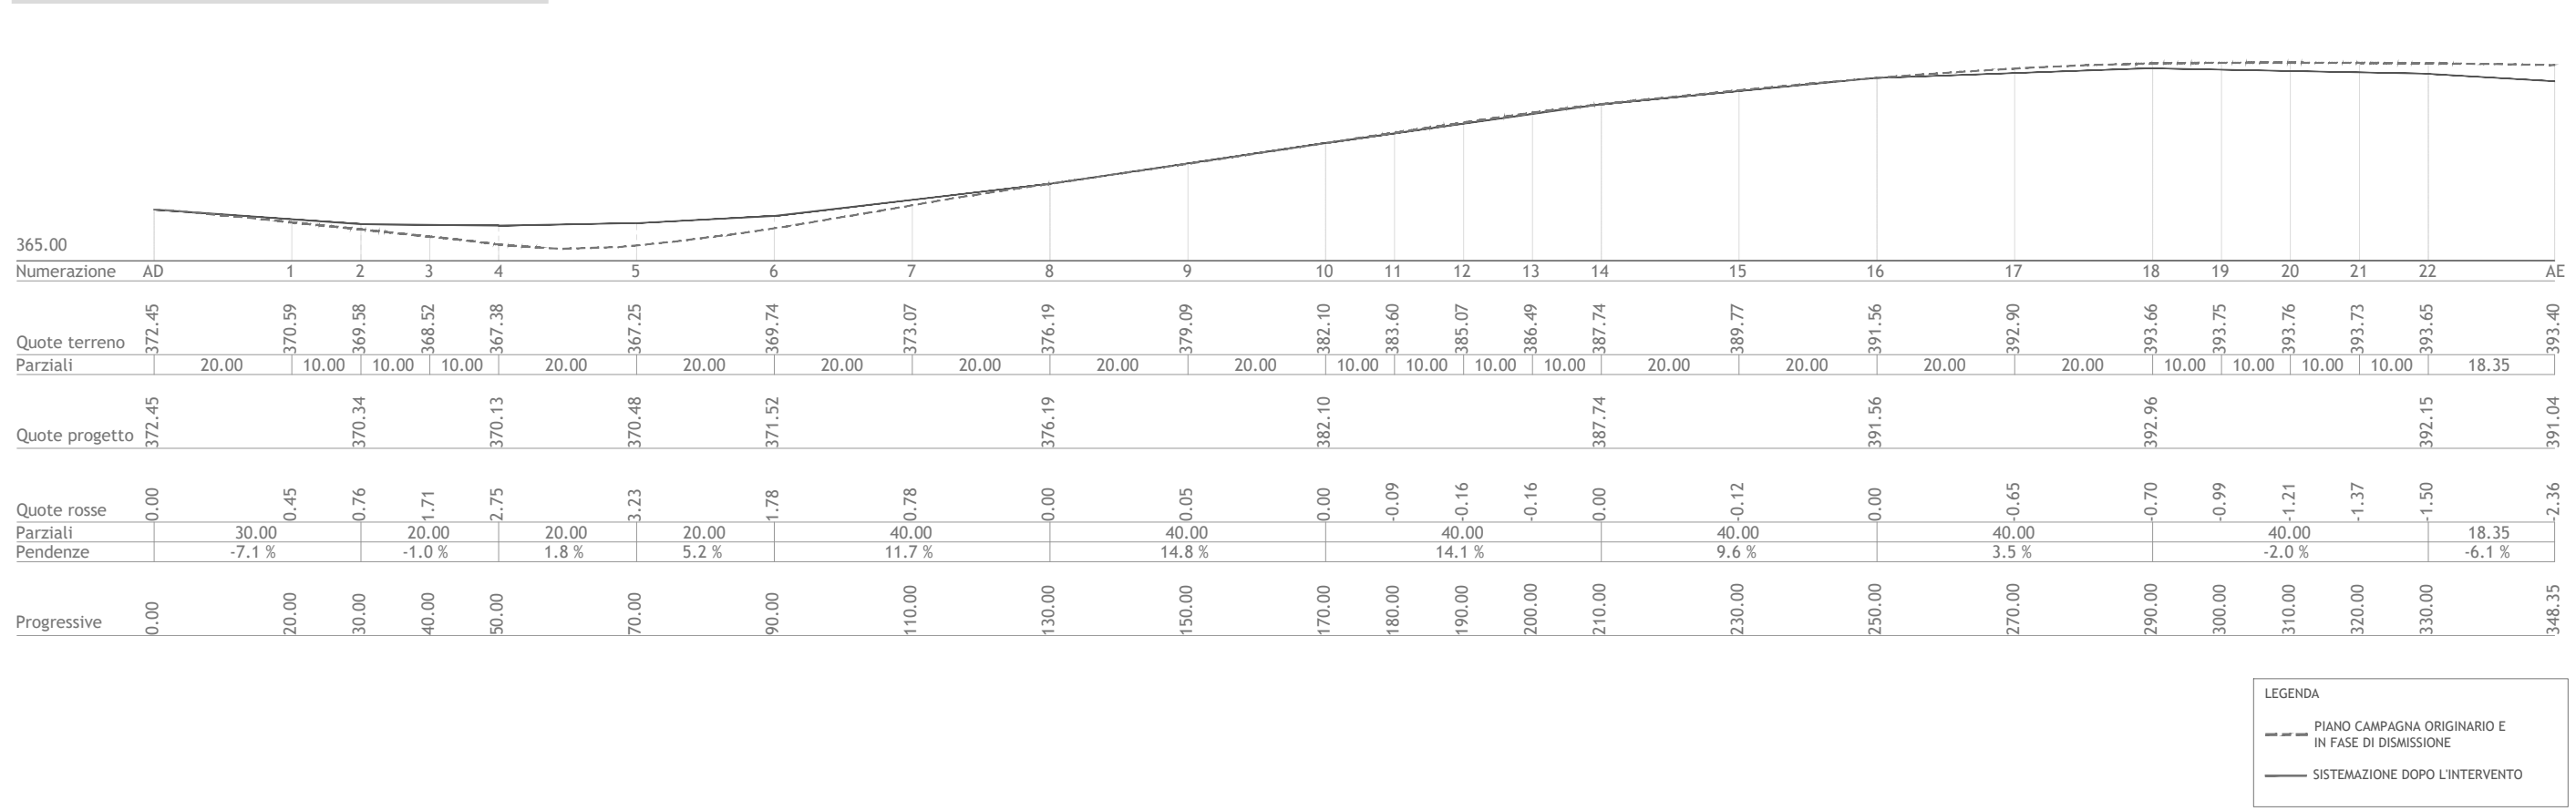 365.00
Numerazione AD 1 2 3 4 5 6 7 8 9 10 11 12 13 14 15 16 17 18 19 20 21 22 AE
Quote terreno 372.45 370.59 369.58 368.52 367.38 367.25 369.74 373.07 376.19 379.09 382.10 383.60 385.07 386.49 387.74 389.77 391.56 392.90 393.66 393.75 393.76 393.73 393.65 393.40
Parziali 20.00 10.00 10.00 10.00 20.00 20.00 20.00 20.00 20.00 20.00 10.00 10.00 10.00 10.00 20.00 20.00 20.00 20.00 10.00 10.00 10.00 10.00 18.35
Quote progetto 372.45 370.34 370.13 370.48 371.52 376.19 382.10 387.74 391.56 392.96 392.15 391.04
Quote rosse 0.00 0.45 0.76 1.71 2.75 3.23 1.78 0.78 0.00 0.05 0.00 -0.09 -0.16 -0.16 0.00 -0.12 0.00 -0.65 -0.70 -0.99 -1.21 -1.37 -1.50 -2.36
Parziali 30.00 20.00 20.00 20.00 40.00 40.00 40.00 40.00 40.00 40.00 18.35
Pendenze -7.1 % -1.0 % 1.8 % 5.2 % 11.7 % 14.8 % 14.1 % 9.6 % 3.5 % -2.0 % -6.1 %
Progressive 0.00 20.00 30.00 40.00 50.00 70.00 90.00 110.00 130.00 150.00 170.00 180.00 190.00 200.00 210.00 230.00 250.00 270.00 290.00 300.00 310.00 320.00 330.00 348.35
LEGENDA
PIANO CAMPAGNA ORIGINARIO E
IN FASE DI DISMISSIONE
SISTEMAZIONE DOPO L'INTERVENTO